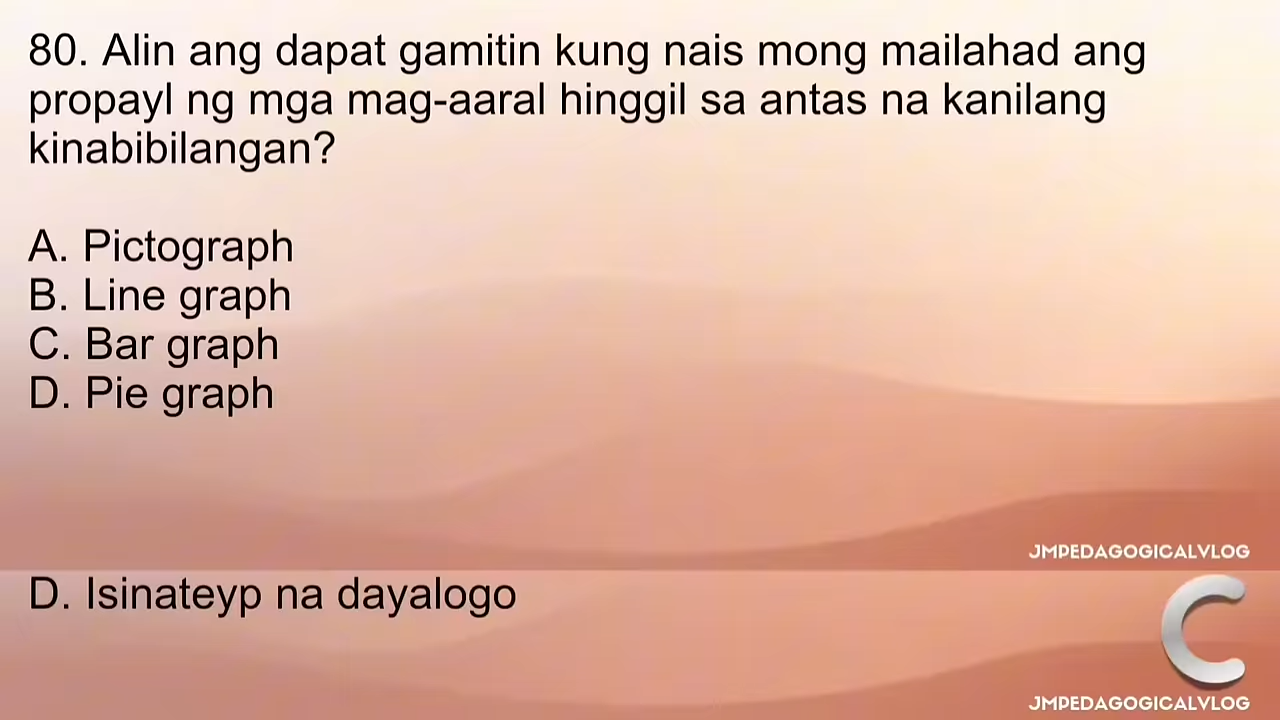 80. Alin ang dapat gamitin kung nais mong mailahad ang
propayl ng mga mag-aaral hinggil sa antas na kanilang
kinabibilangan?
A. Pictograph
B. Line graph
C. Bar graph
D. Pie graph
JMPEDAGOGICALVLOG
D. Isinateyp na dayalogo
C
JMPEDAGOGICALVLOG